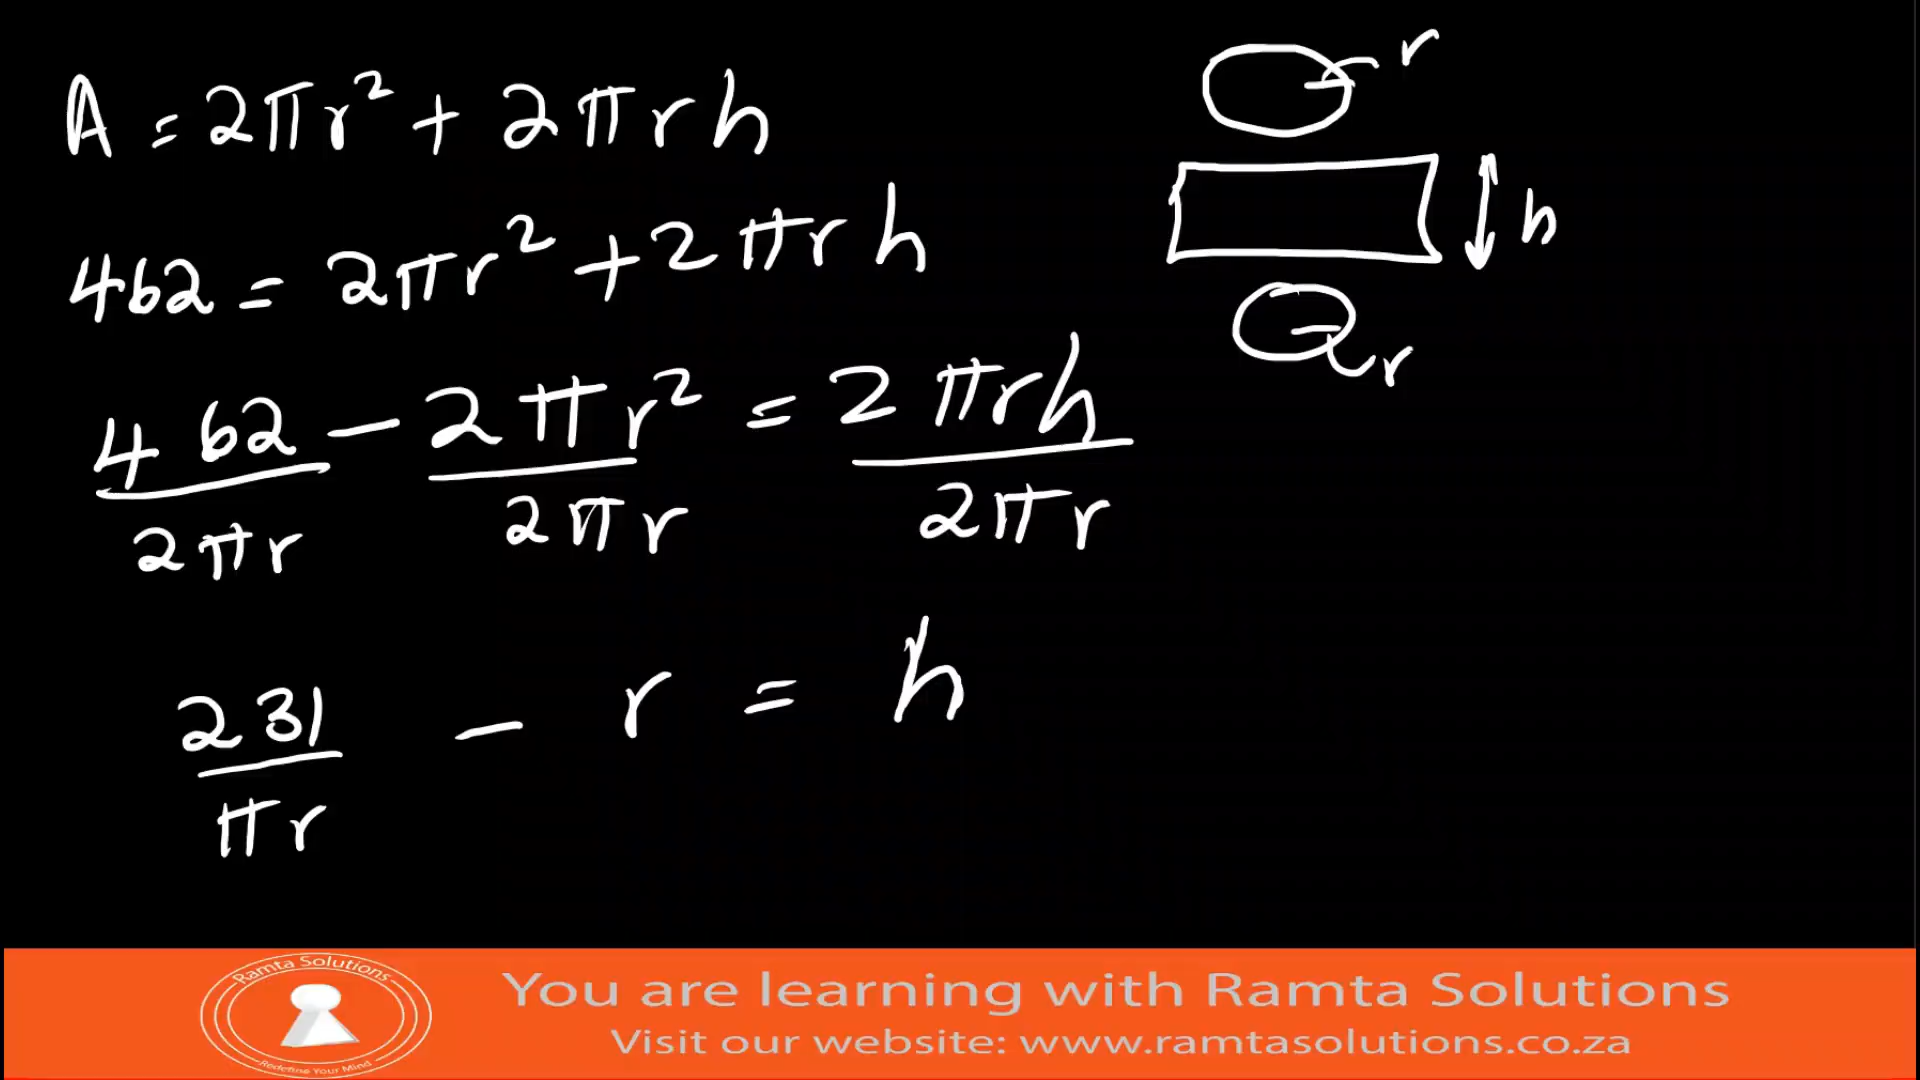 A = 2πr² + 2πrh
462 = 2πr² + 2πrh
462 - 2πr² = 2πrh
2πr 2πr 2πr
231 - r = h
πr
r
h
r
Ramta Solutions
Redefine Your Mind
You are learning with Ramta Solutions
Visit our website: www.ramtasolutions.co.za